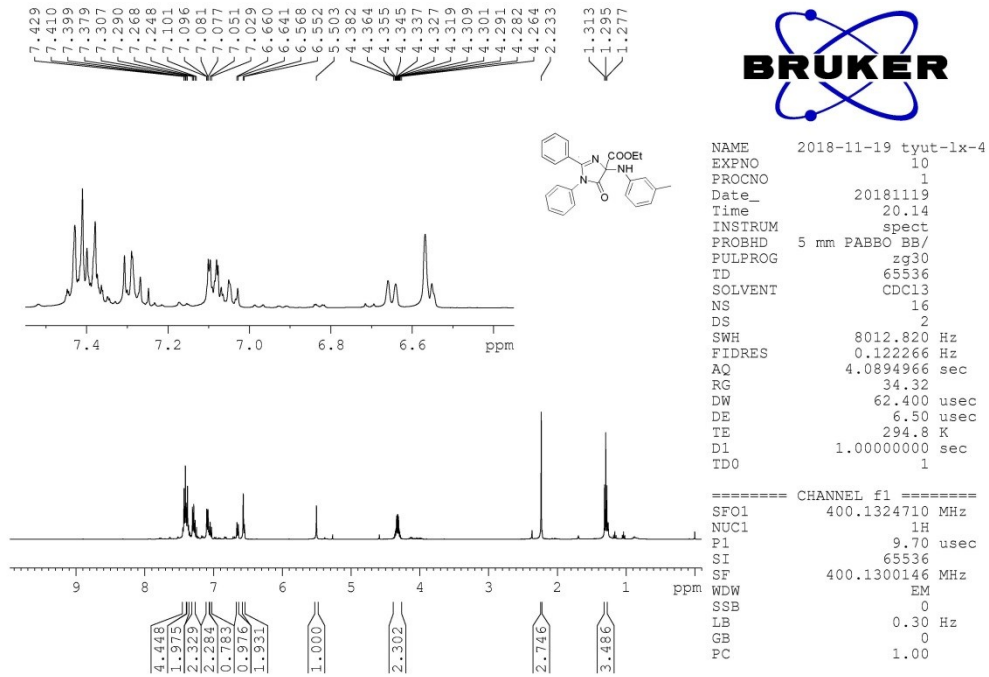 7.429
7.410
7.399
7.379
7.307
7.290
7.268
7.248
7.101
7.096
7.081
7.077
7.051
7.029
6.660
6.641
6.568
6.552
5.503
4.382
4.364
4.355
4.345
4.337
4.327
4.319
4.309
4.301
4.291
4.282
4.264
2.233
1.313
1.295
1.277
BRUKER
N
COOEt
NH
N
O
7.4 7.2 7.0 6.8 6.6 ppm
NAME 2018-11-19 tyut-lx-4
EXPNO 10
PROCNO 1
Date_ 20181119
Time 20.14
INSTRUM spect
PROBHD 5 mm PABBO BB/
PULPROG zg30
TD 65536
SOLVENT CDCl3
NS 16
DS 2
SWH 8012.820 Hz
FIDRES 0.122266 Hz
AQ 4.0894966 sec
RG 34.32
DW 62.400 usec
DE 6.50 usec
TE 294.8 K
D1 1.00000000 sec
TD0 1
======== CHANNEL f1 ========
SFO1 400.1324710 MHz
NUC1 1H
P1 9.70 usec
SI 65536
SF 400.1300146 MHz
WDW EM
SSB 0
LB 0.30 Hz
GB 0
PC 1.00
9 8 7 6 5 4 3 2 1 ppm
4.448
1.975
2.329
2.284
0.783
0.976
1.931
1.000
2.302
2.746
3.486